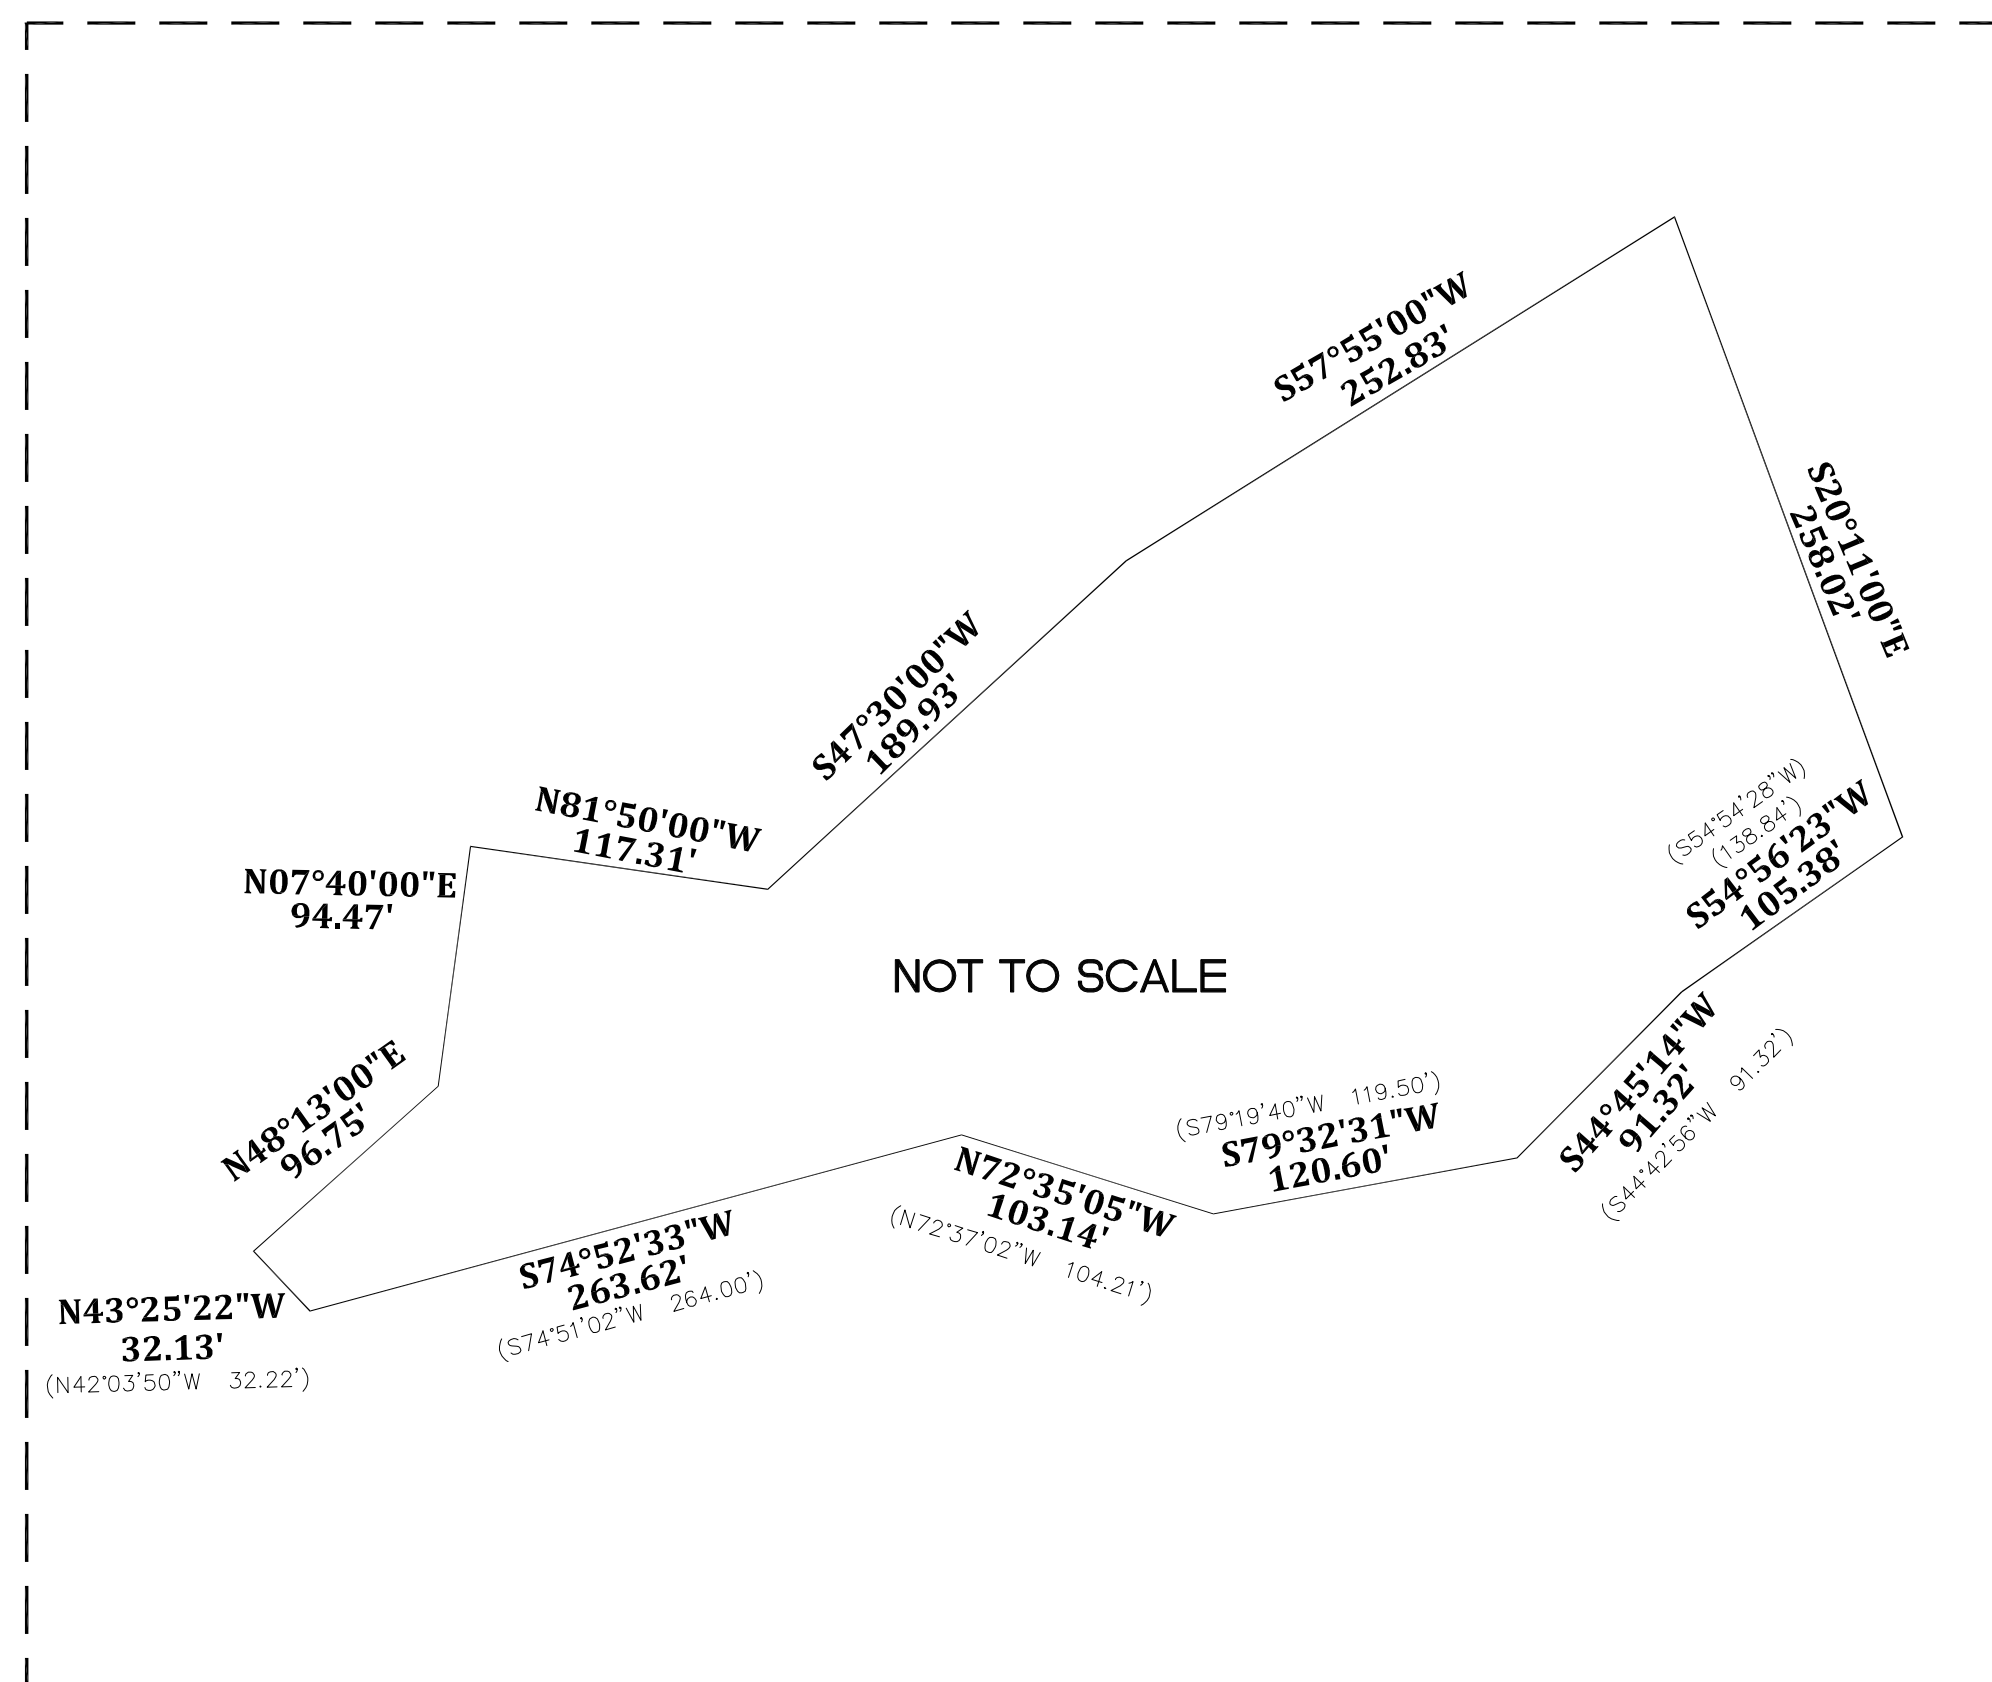 S57°55'00"W
252.83'
S20°11'00"E
258.02'
S47°30'00"W
189.93'
N81°50'00"W
117.31'
(S54°54'28"W)
(138.84')
S54°56'23"W
105.38'
N07°40'00"E
94.47'
NOT TO SCALE
S44°45'14"W
91.32'
(S44°42'56"W 91.32')
N48°13'00"E
96.75'
(S79°19'40"W 119.50')
S79°32'31"W
120.60'
N72°35'05"W
103.14'
(N72°37'02"W 104.21')
S74°52'33"W
263.62'
(S74°51'02"W 264.00')
N43°25'22"W
32.13'
(N42°03'50"W 32.22')